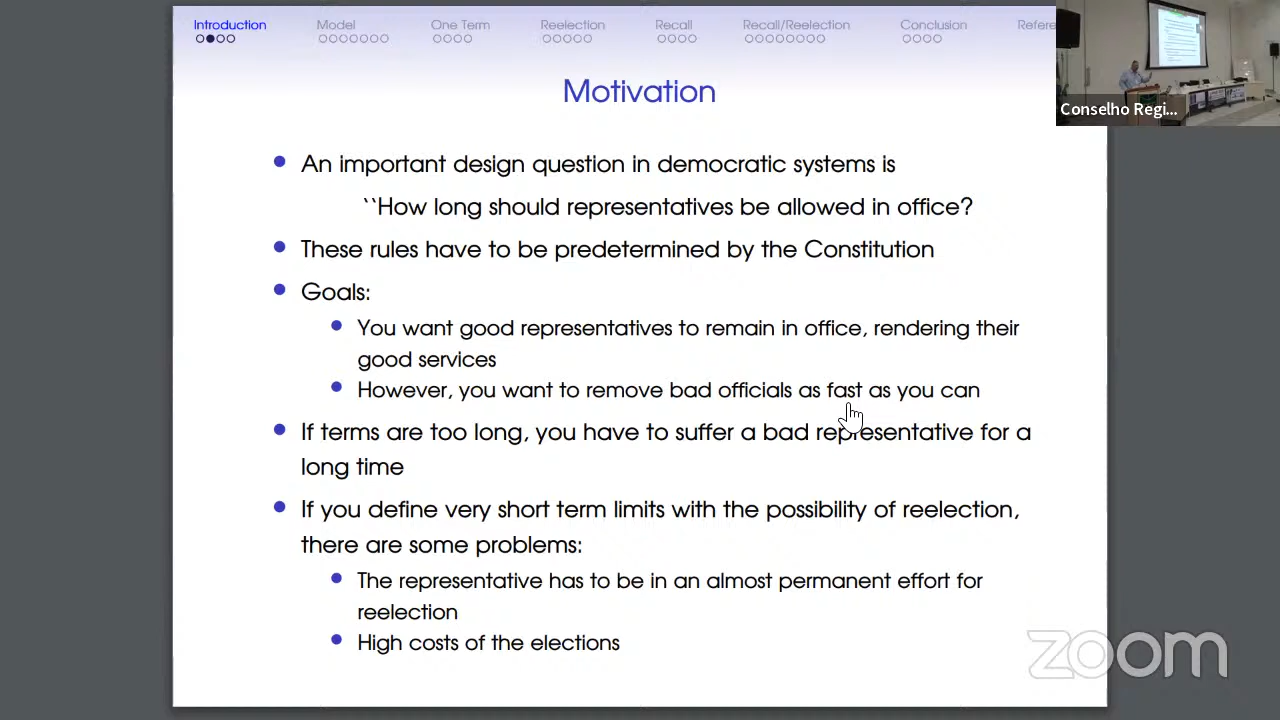 Introduction Model One Term Reelection Recall Recall/Reelection Conclusion Refere
Conselho Regi...
Motivation
An important design question in democratic systems is
``How long should representatives be allowed in office?
These rules have to be predetermined by the Constitution
Goals:
You want good representatives to remain in office, rendering their
good services
However, you want to remove bad officials as fast as you can
If terms are too long, you have to suffer a bad representative for a
long time
If you define very short term limits with the possibility of reelection,
there are some problems:
The representative has to be in an almost permanent effort for
reelection
High costs of the elections
zoom